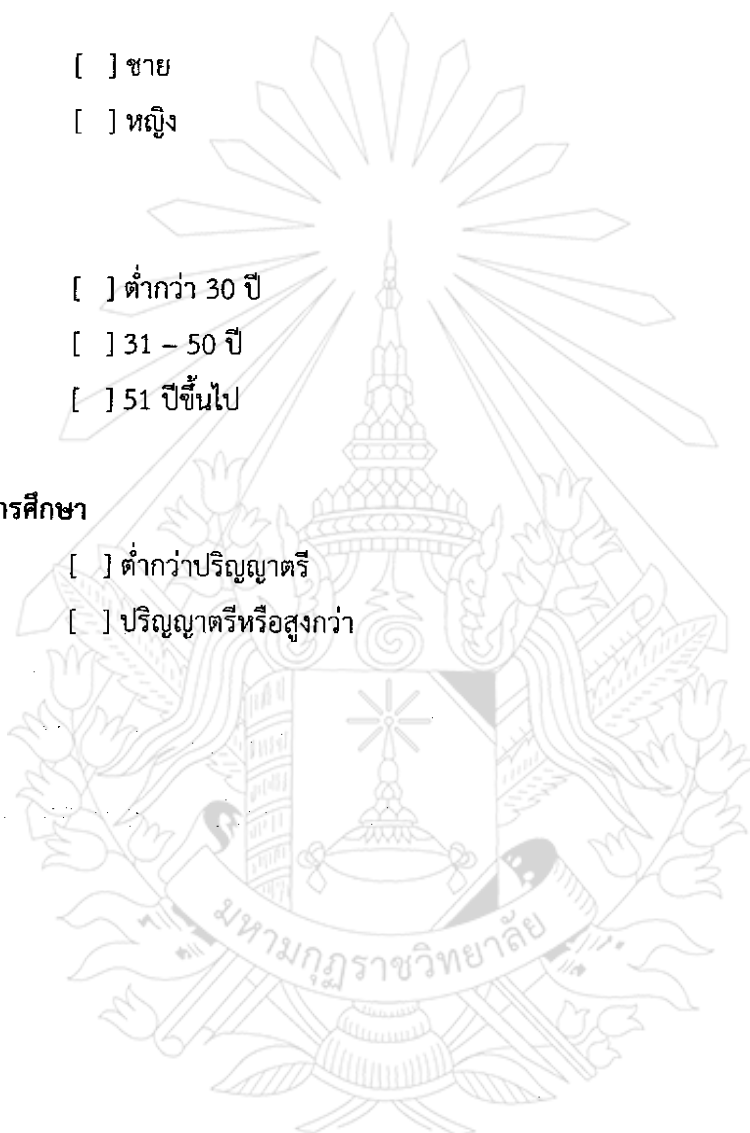 [ ] ชาย
[ ] หญิง
[ ] ต่ำกว่า 30 ปี
[ ] 31 – 50 ปี
[ ] 51 ปีขึ้นไป
ารศึกษา
[ ] ต่ำกว่าปริญญาตรี
[ ] ปริญญาตรีหรือสูงกว่า
มหามกุฏราชวิทยาลัย